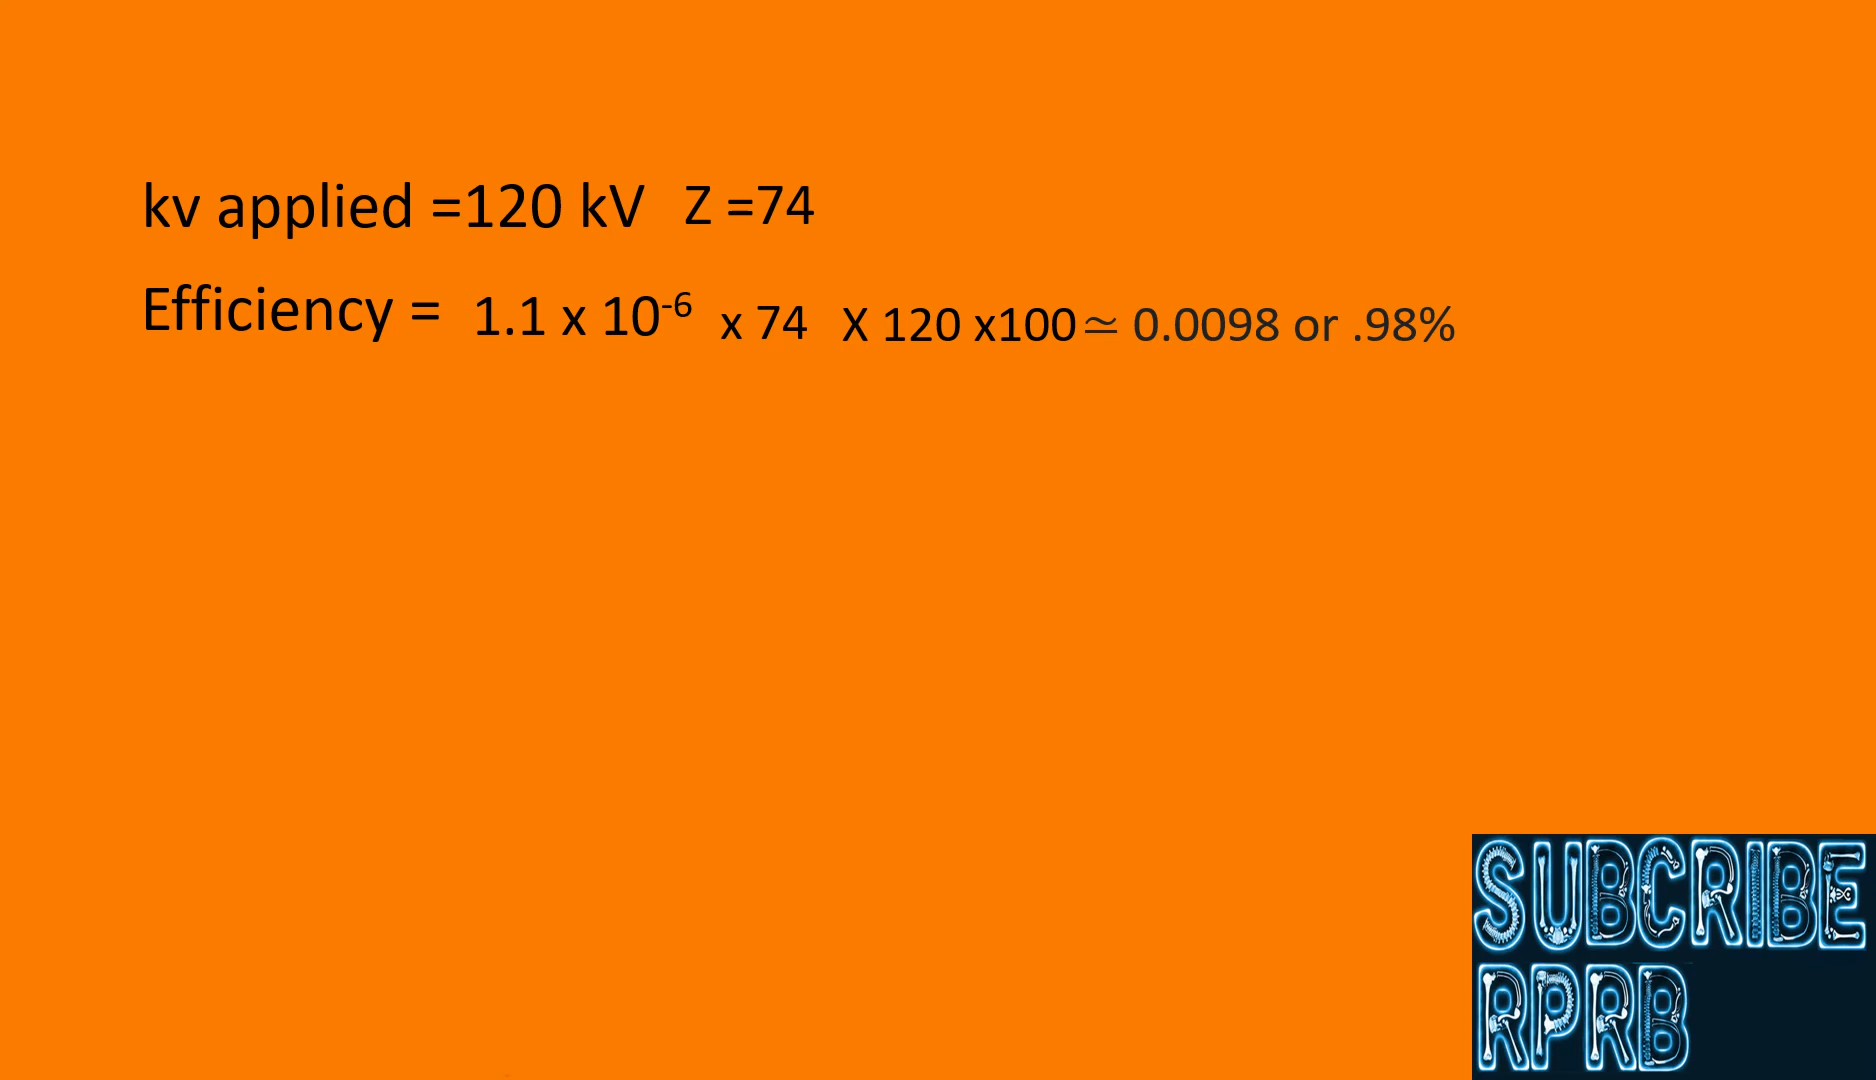 kv applied =120 kV Z =74
Efficiency = 1.1 x 10⁻⁶ x 74 X 120 x100 ≃ 0.0098 or .98%
SUBCRIBE
RPRB